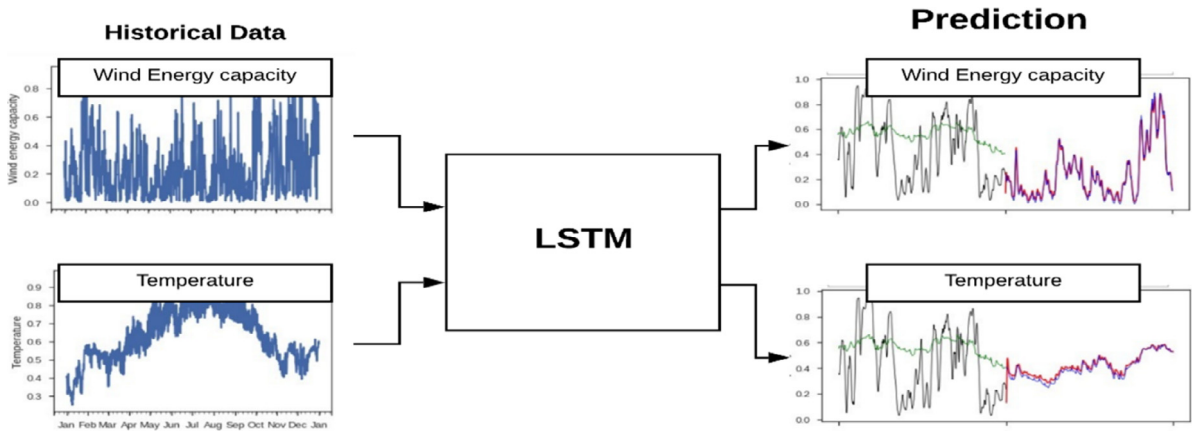 Historical Data
Prediction
Wind Energy capacity
Wind energy capacity
0.8
0.6
0.4
0.2
0.0
Wind Energy capacity
1.0
0.8
0.6
0.4
0.2
0.0
LSTM
Temperature
Temperature
0.9
0.8
0.7
0.6
0.5
0.4
0.3
Jan Feb Mar Apr May Jun Jul Aug Sep Oct Nov Dec Jan
Temperature
1.0
0.8
0.6
0.4
0.2
0.0